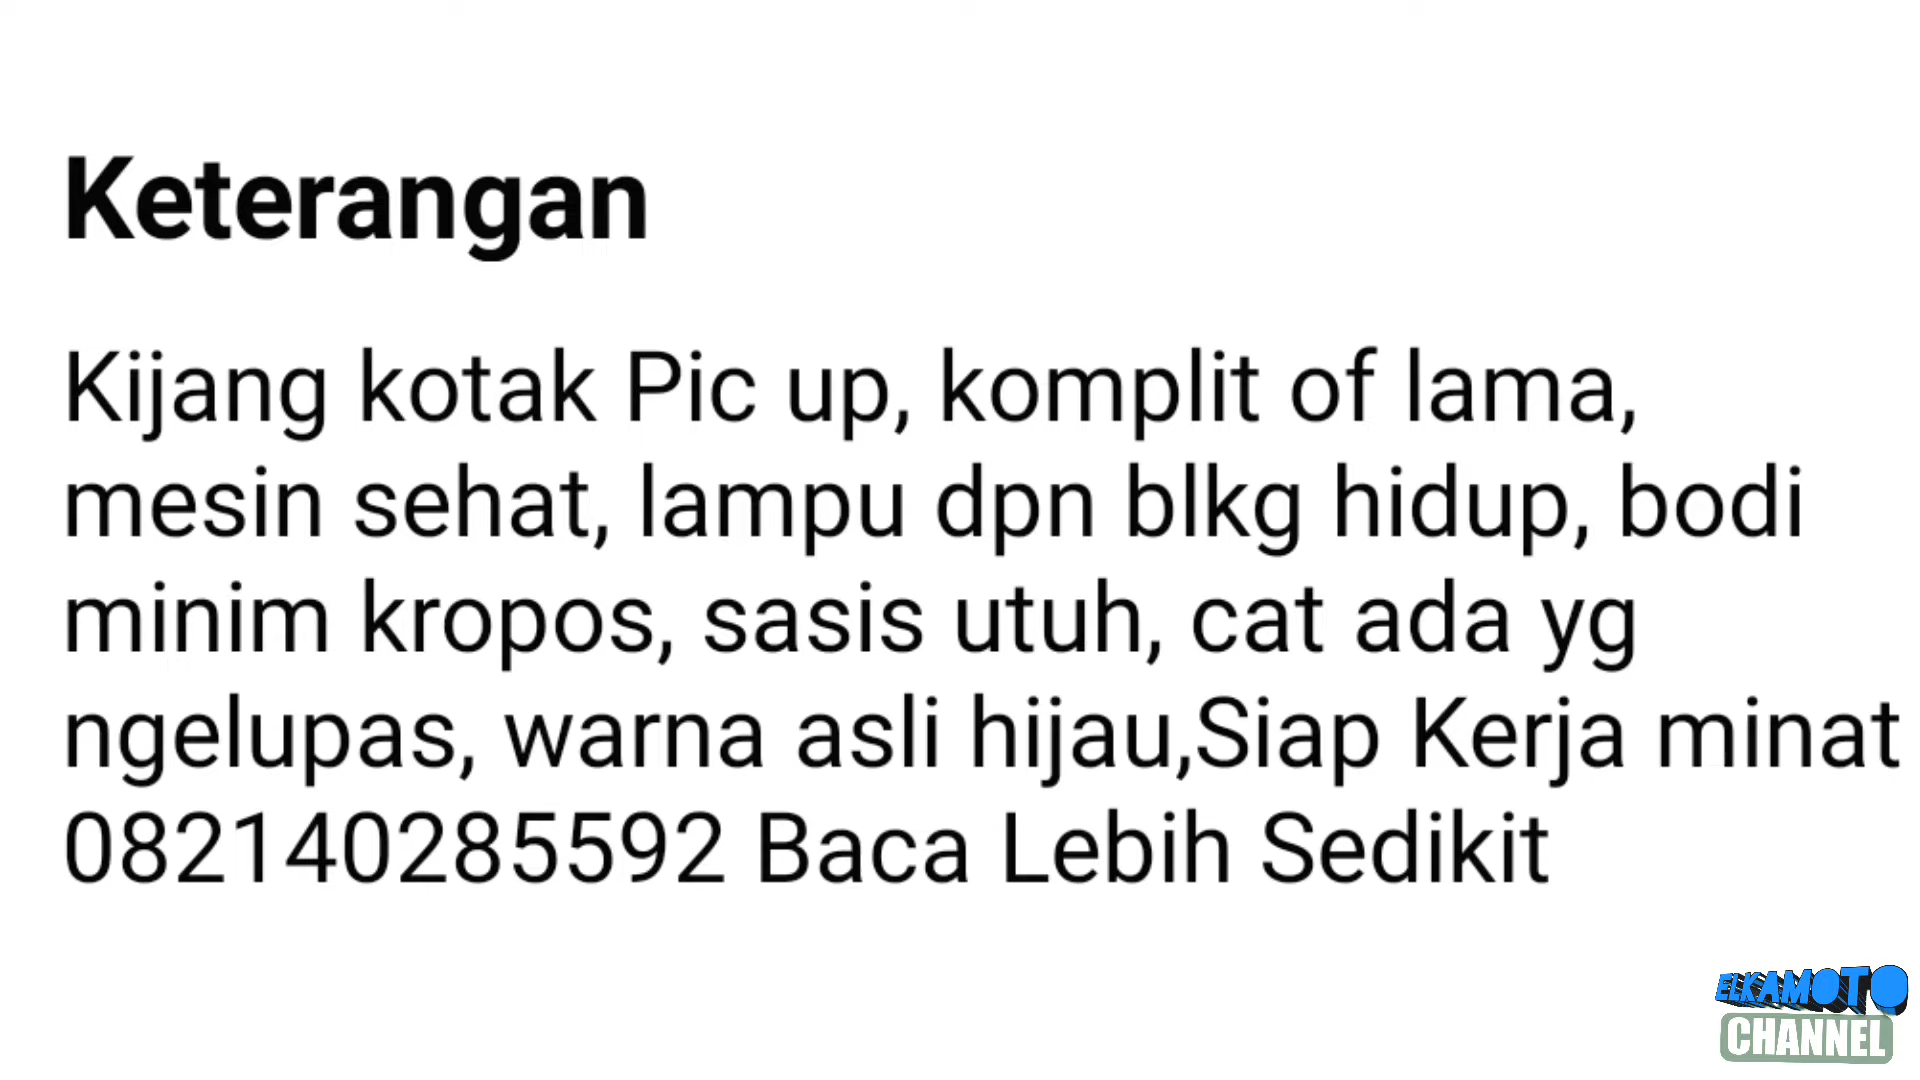 Keterangan
Kijang kotak Pic up, komplit of lama,
mesin sehat, lampu dpn blkg hidup, bodi
minim kropos, sasis utuh, cat ada yg
ngelupas, warna asli hijau,Siap Kerja minat
082140285592 Baca Lebih Sedikit
ELKAMOTO
CHANNEL